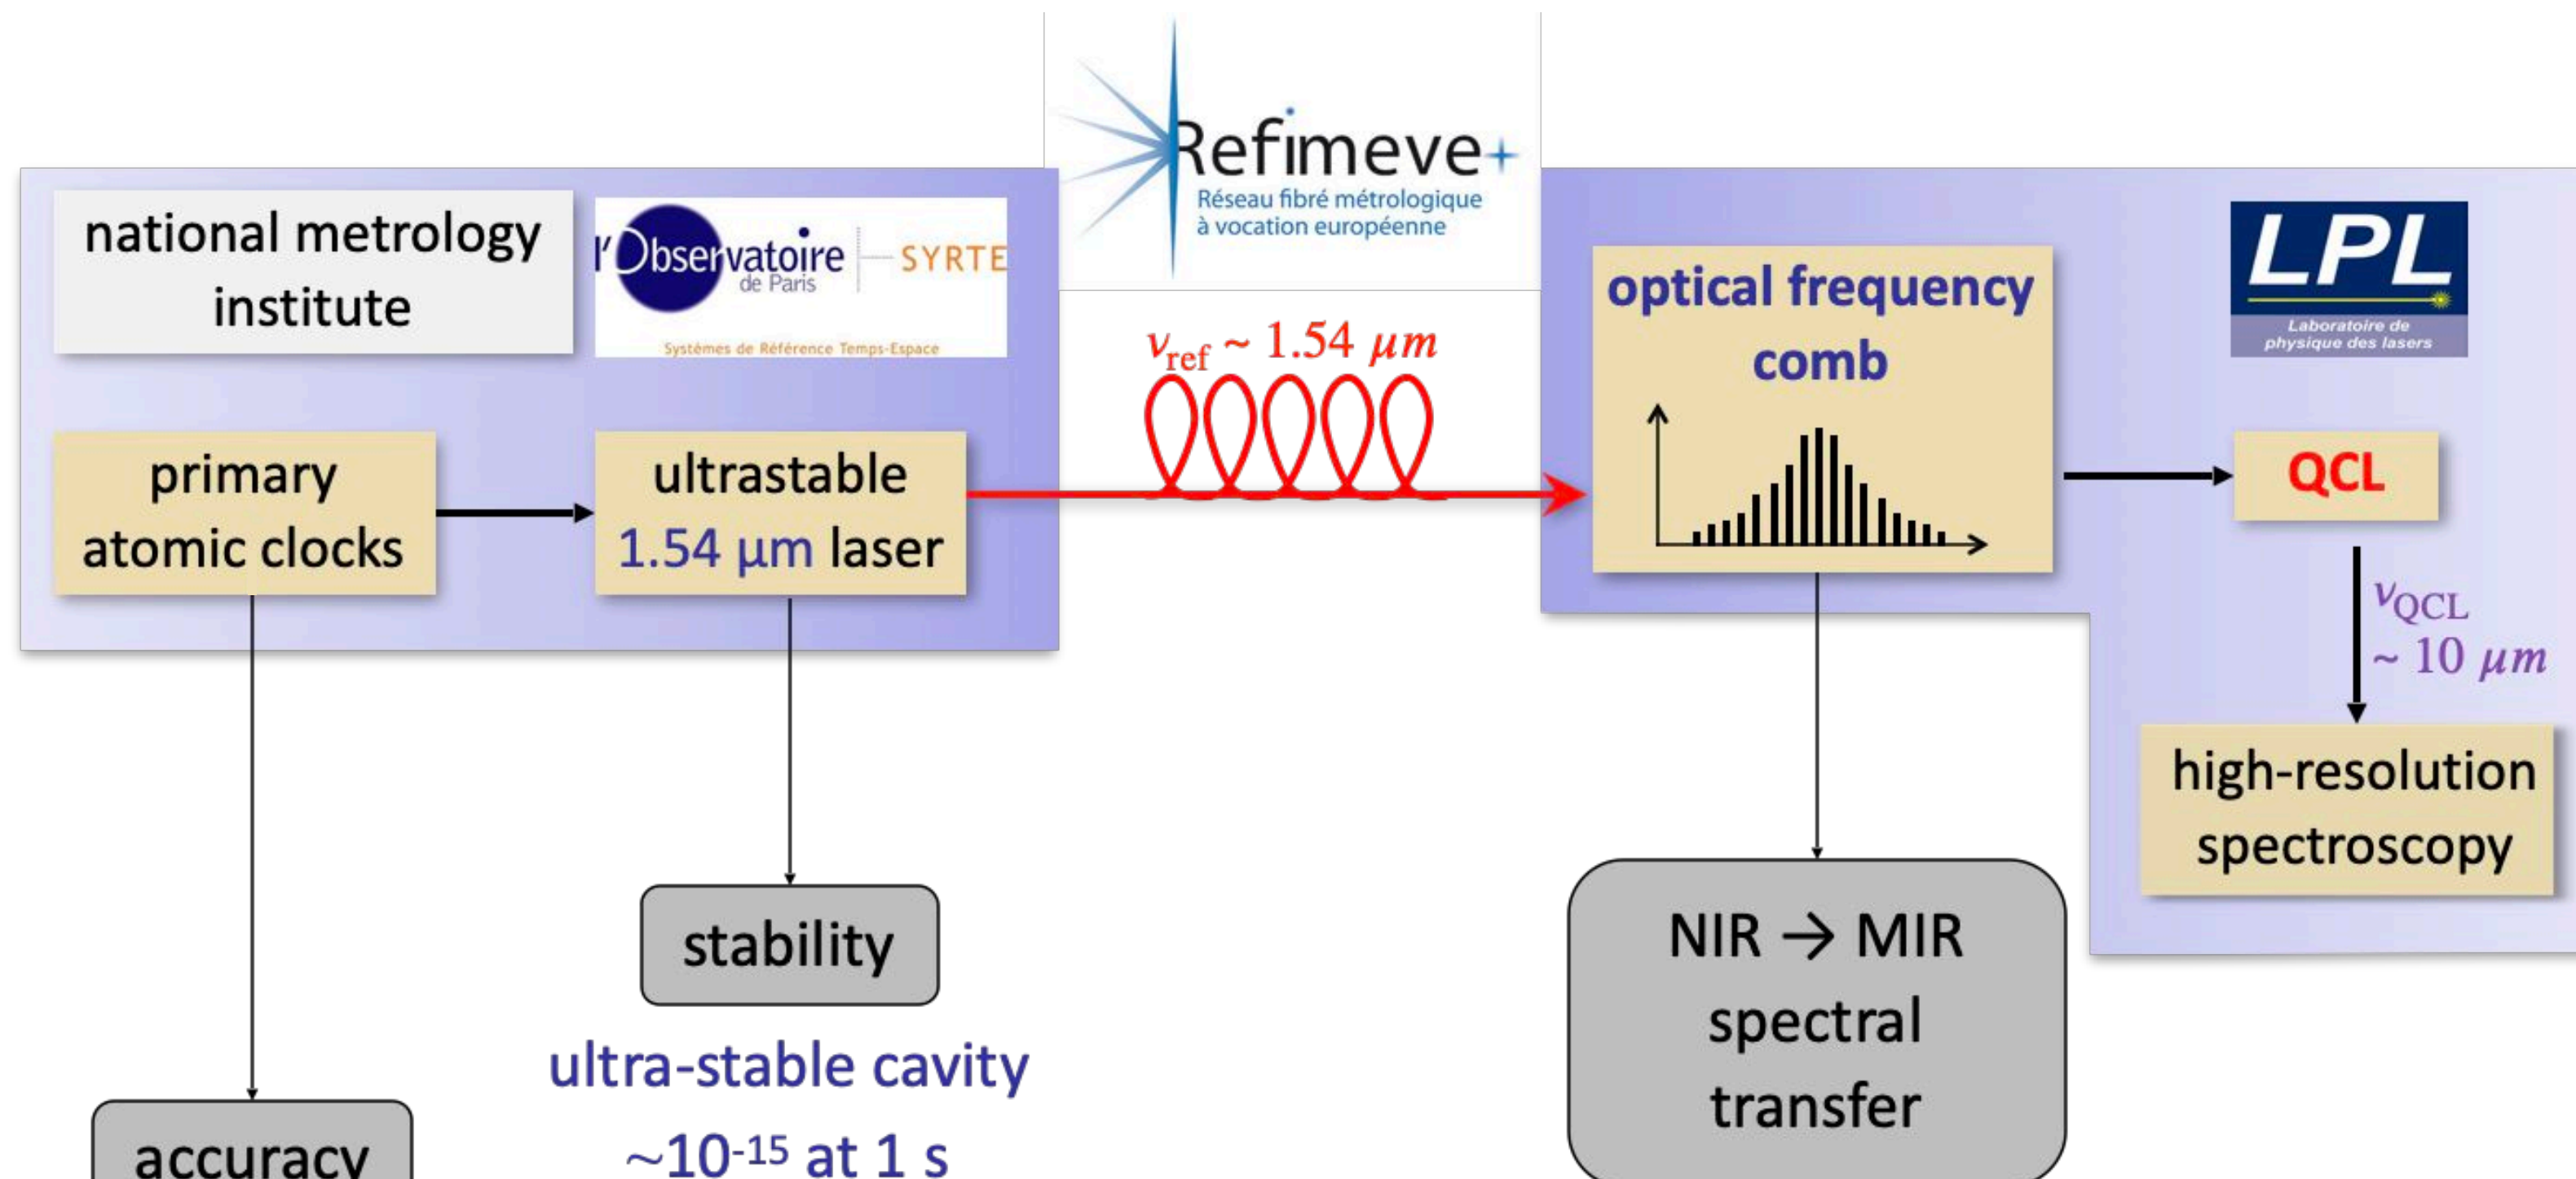 Refimeve+
Réseau fibré métrologique
à vocation européenne
national metrology
institute
l'Observatoire
de Paris
SYRTE
Systèmes de Référence Temps-Espace
primary
atomic clocks
ultrastable
1.54 µm laser
ν_ref ~ 1.54 μm
optical frequency
comb
LPL
Laboratoire de
physique des lasers
QCL
ν_QCL
~ 10 μm
high-resolution
spectroscopy
stability
ultra-stable cavity
~10⁻¹⁵ at 1 s
accuracy
NIR → MIR
spectral
transfer